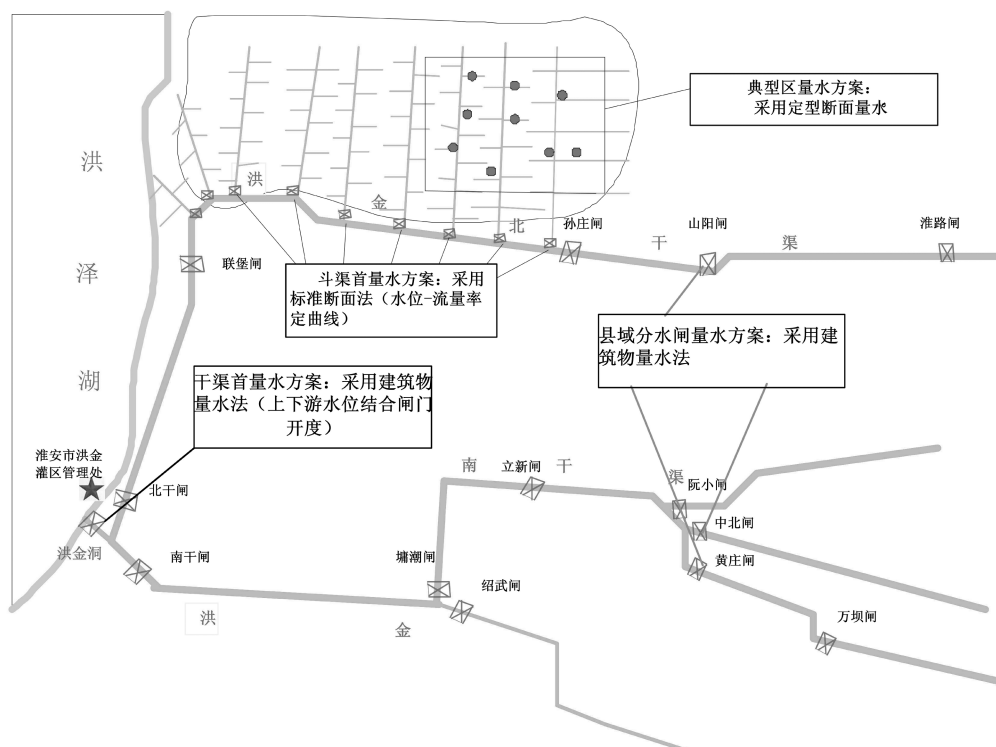 典型区量水方案：
采用定型断面量水
洪
泽
湖
洪
金
北
干
渠
孙庄闸
山阳闸
淮路闸
联堡闸
斗渠首量水方案：采用
标准断面法（水位-流量率
定曲线）
县域分水闸量水方案：采用建
筑物量水法
干渠首量水方案：采用建筑物
量水法（上下游水位结合闸门
开度）
淮安市洪金
灌区管理处
北干闸
洪金洞
南干闸
南
干
渠
立新闸
阮小闸
中北闸
黄庄闸
墉潮闸
绍武闸
万坝闸
洪
金